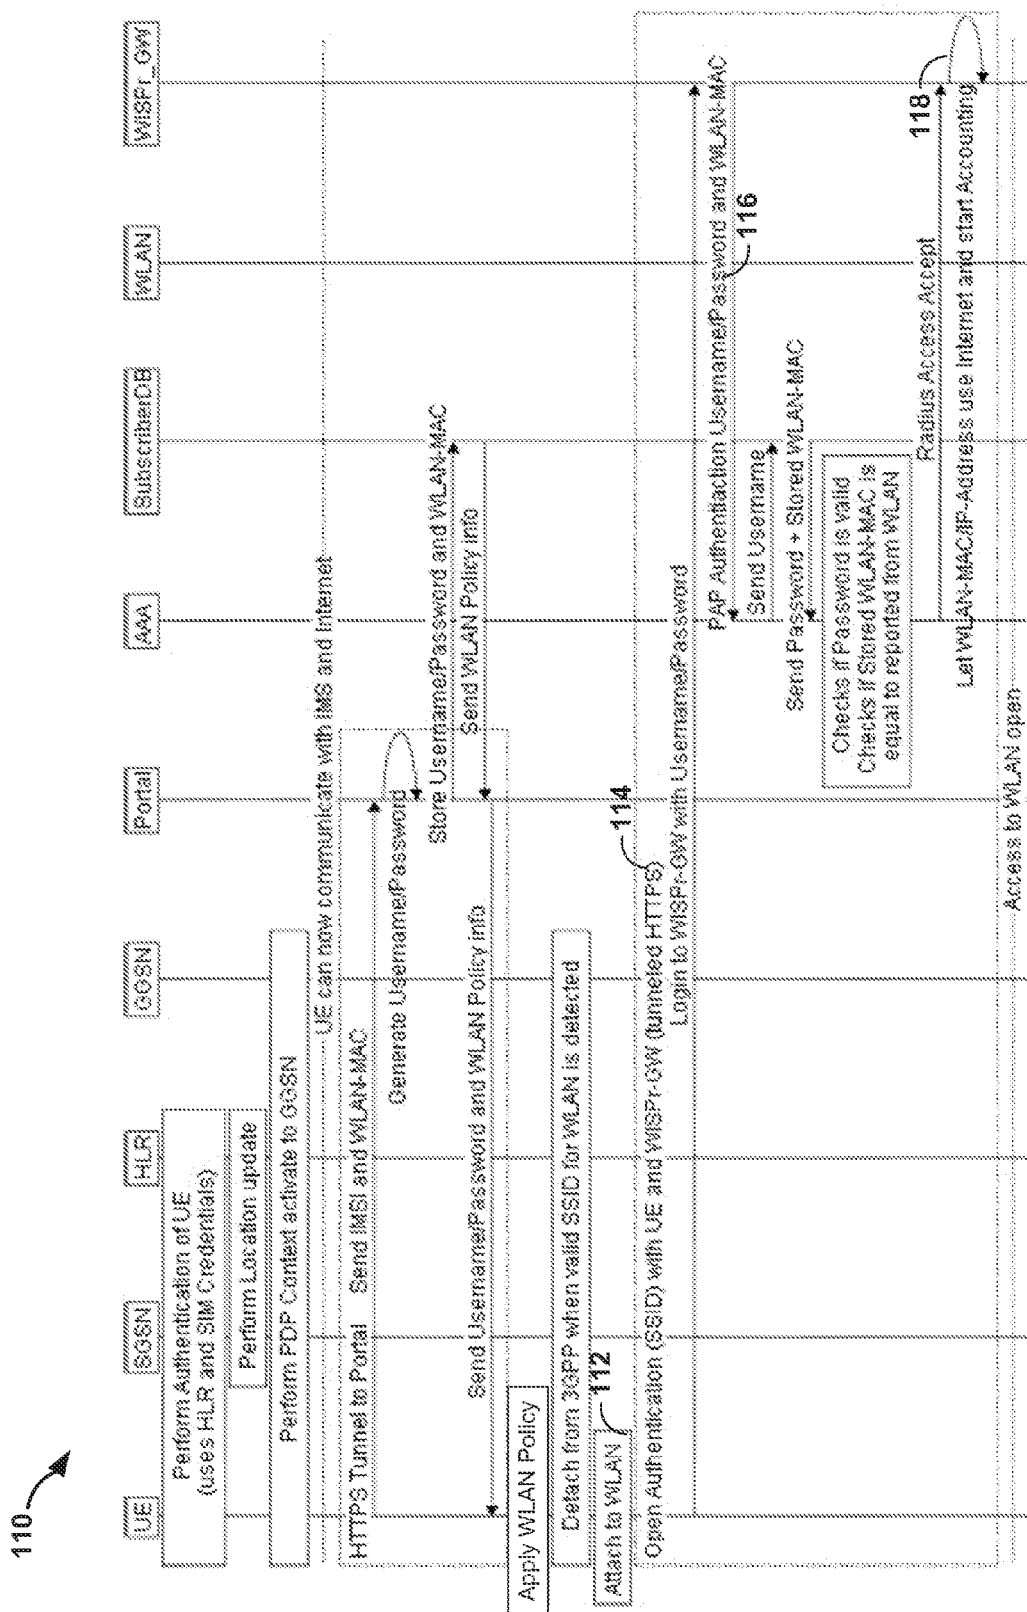 110
UE
SGSN
HLR
GGSN
Portal
AAA
SubscriberDB
WLAN
WISPr_GW
Perform Authentication of UE
(uses HLR and SIM Credentials)
Perform Location update
Perform PDP Context activate to GGSN
UE can now communicate with IMS and Internet
HTTPS Tunnel to Portal
Send IMSI and WLAN-MAC
Generate Username/Password
Store Username/Password and WLAN-MAC
Send WLAN Policy info
Send Username/Password and WLAN Policy info
Apply WLAN Policy
Detach from 3GPP when valid SSID for WLAN is detected
Attach to WLAN
112
Open Authentication (SSID) with UE and WISPr-GW (tunneled HTTPS)
114
Login to WISPr-GW with Username/Password
PAP Authentiaction Username/Password and WLAN-MAC
116
Send Username
Send Password + Stored WLAN-MAC
Checks if Password is valid
Checks if Stored WLAN-MAC is
equal to reported from WLAN
Radius Access Accept
118
Let WLAN-MAC/IP-Address use Internet and start Accounting
Access to WLAN open